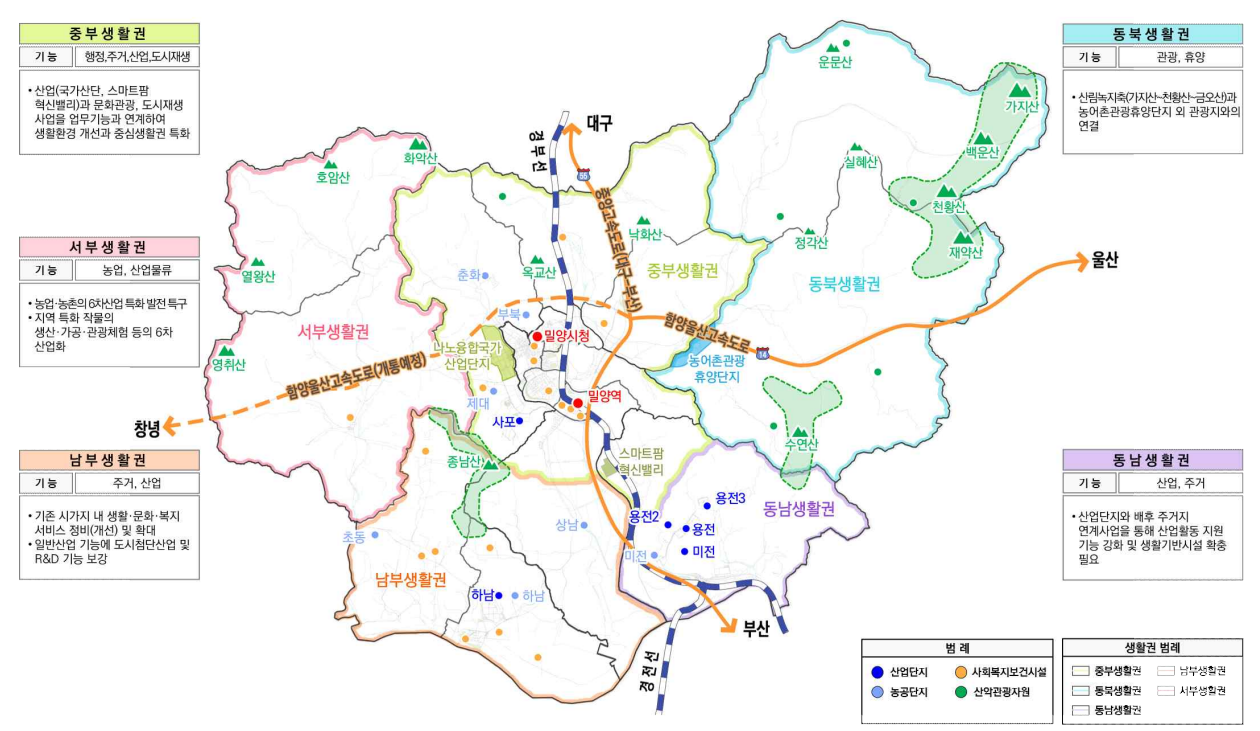 중부생활권
기능
행정,주거,산업,도시재생
• 산업(국가산단, 스마트팜
혁신밸리)과 문화관광, 도시재생
사업을 업무기능과 연계하여
생활환경 개선과 중심생활권 특화
서부생활권
기능
농업, 산업물류
• 농업·농촌의 6차산업 특화 발전 특구
• 지역 특화 작물의
생산·가공·관광체험 등의 6차
산업화
남부생활권
기능
주거, 산업
• 기존 시가지 내 생활·문화·복지
서비스 정비(개선) 및 확대
• 일반산업 기능에 도시첨단산업 및
R&D 기능 보강
동북생활권
기능
관광, 휴양
• 산림녹지축(가지산~천황산~금오산)과
농어촌관광휴양단지 외 관광지와의
연결
동남생활권
기능
산업, 주거
• 산업단지와 배후 주거지
연계사업을 통해 산업활동 지원
기능 강화 및 생활기반시설 확충
필요
운문산
가지산
대구
경부선
백운산
화악산
호암산
실혜산
55
중앙고속도로(대구~부산)
천황산
낙화산
정각산
재약산
울산
열왕산
옥교산
춘화
중부생활권
동북생활권
부북
서부생활권
밀양시청
함양울산고속도로
나노융합국가
산업단지
14
농어촌관광
휴양단지
영취산
함양울산고속도로(개통예정)
제대
밀양역
사포
창녕
수연산
종남산
스마트팜
혁신밸리
용전3
동남생활권
용전2
용전
상남
초동
미전
미전
남부생활권
하남
하남
부산
경전선
범 례
산업단지
사회복지보건시설
농공단지
산악관광자원
생활권 범례
중부생활권
남부생활권
동북생활권
서부생활권
동남생활권